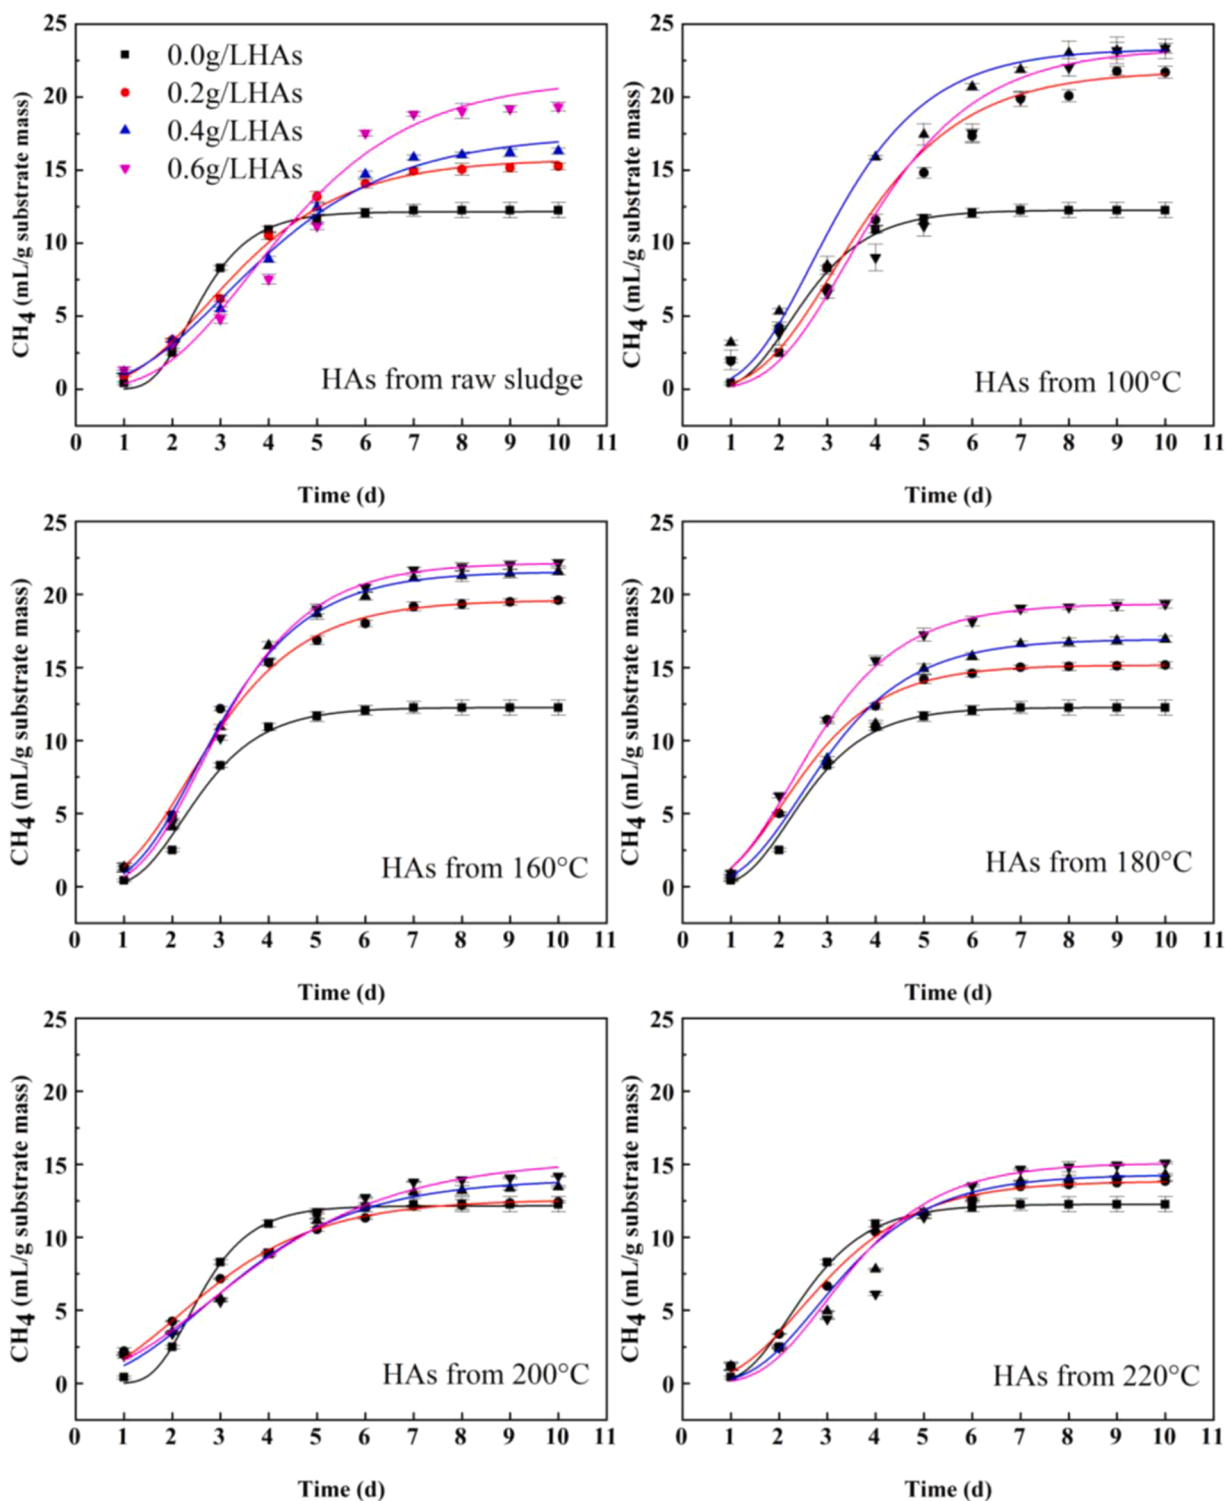 25
20
15
10
5
0
CH4 (mL/g substrate mass)
0.0g/LHAs
0.2g/LHAs
0.4g/LHAs
0.6g/LHAs
HAs from raw sludge
0 1 2 3 4 5 6 7 8 9 10 11
Time (d)
25
20
15
10
5
0
CH4 (mL/g substrate mass)
HAs from 100°C
0 1 2 3 4 5 6 7 8 9 10 11
Time (d)
25
20
15
10
5
0
CH4 (mL/g substrate mass)
HAs from 160°C
0 1 2 3 4 5 6 7 8 9 10 11
Time (d)
25
20
15
10
5
0
CH4 (mL/g substrate mass)
HAs from 180°C
0 1 2 3 4 5 6 7 8 9 10 11
Time (d)
25
20
15
10
5
0
CH4 (mL/g substrate mass)
HAs from 200°C
0 1 2 3 4 5 6 7 8 9 10 11
Time (d)
25
20
15
10
5
0
CH4 (mL/g substrate mass)
HAs from 220°C
0 1 2 3 4 5 6 7 8 9 10 11
Time (d)